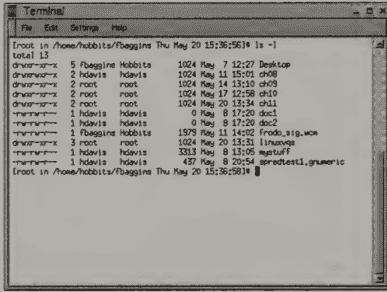 Terminal
File Edit Settings Help
[root in /home/hobbits/fbaggins Thu May 20 15:36:56]# ls -l
total 13
drwxr-xr-x 5 fbaggins Hobbits 1024 May 7 12:27 Desktop
drwxrwxr-x 2 hdavis hdavis 1024 May 11 15:01 ch08
drwxr-xr-x 2 root root 1024 May 14 13:10 ch09
drwxr-xr-x 2 root root 1024 May 17 12:58 ch10
drwxr-xr-x 2 root root 1024 May 20 13:34 ch11
-rw-rw-r-- 1 hdavis hdavis 0 May 8 17:20 doc1
-rw-rw-r-- 1 hdavis hdavis 0 May 8 17:20 doc2
-rw-rw-r-- 1 fbaggins Hobbits 1979 May 11 14:02 frodo_sig.wcm
drwxr-xr-x 3 root root 1024 May 20 13:31 linuxvqs
-rw-rw-r-- 1 hdavis hdavis 3313 May 8 13:05 mystuff
-rw-rw-r-- 1 hdavis hdavis 437 May 8 20:54 spredtest1.gnumeric
[root in /home/hobbits/fbaggins Thu May 20 15:36:58]#